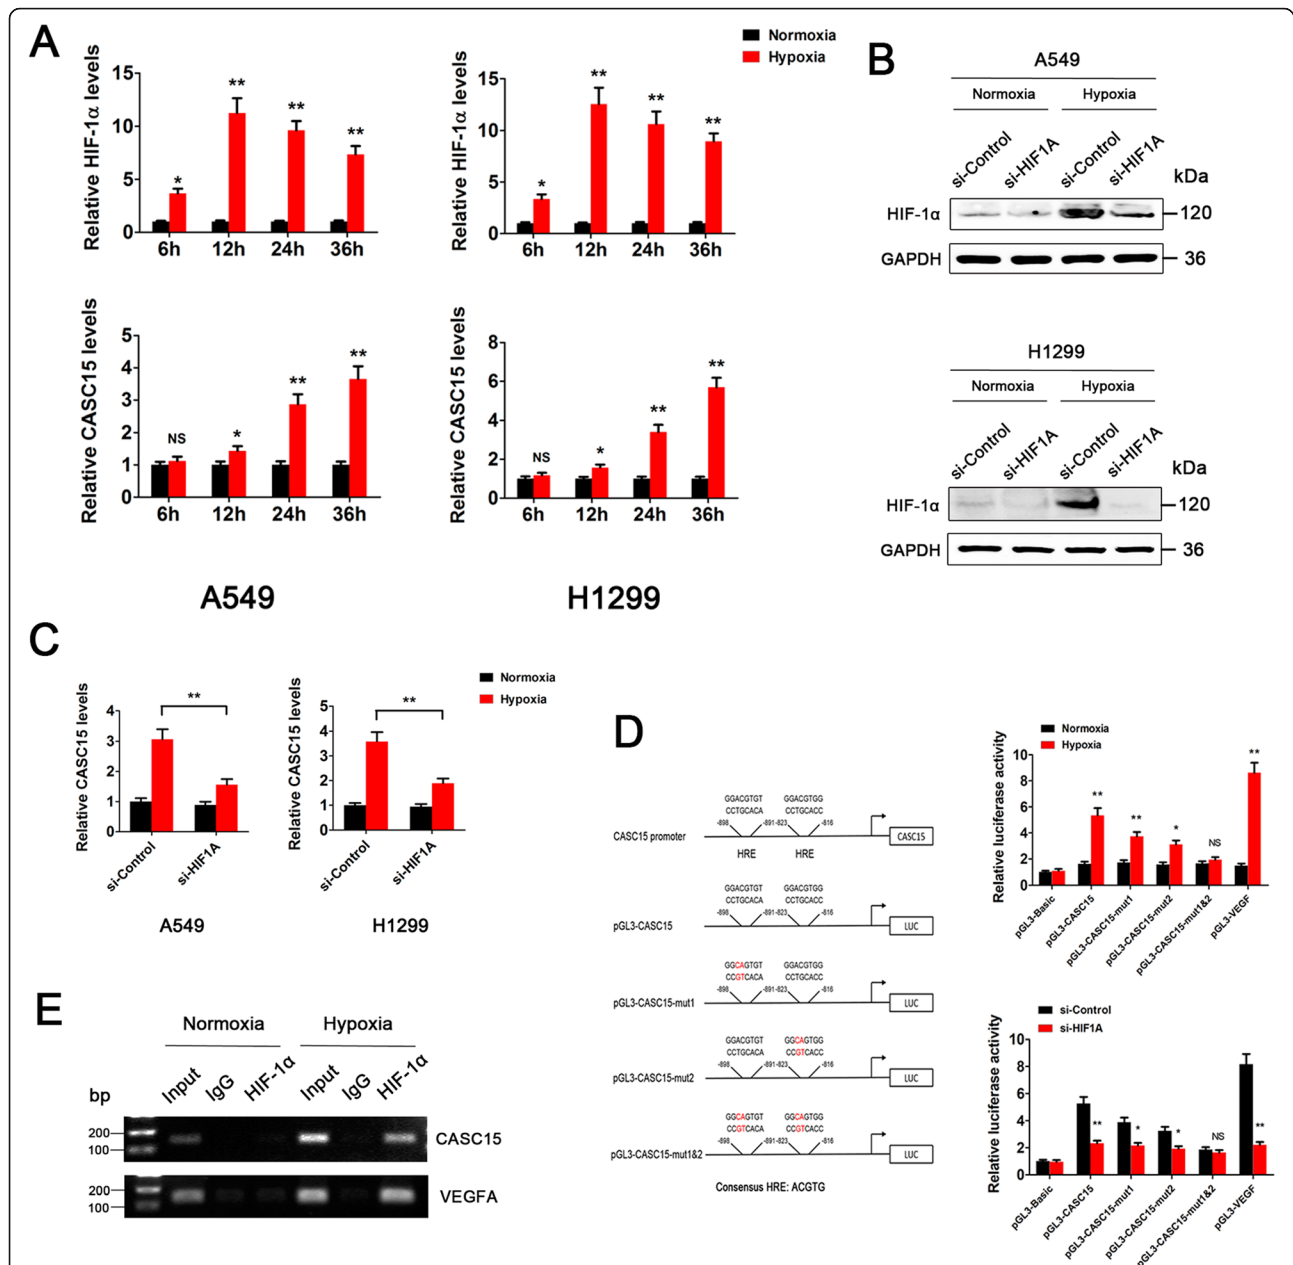 A
Normoxia
Hypoxia
Relative HIF-1α levels
15
10
5
0
*
**
**
**
6h 12h 24h 36h
Relative HIF-1α levels
15
10
5
0
*
**
**
**
6h 12h 24h 36h
Relative CASC15 levels
5
4
3
2
1
0
NS
*
**
**
6h 12h 24h 36h
Relative CASC15 levels
8
6
4
2
0
NS
*
**
**
6h 12h 24h 36h
A549
H1299
B
A549
Normoxia Hypoxia
si-Control si-HIF1A si-Control si-HIF1A
kDa
HIF-1α 120
GAPDH 36
H1299
Normoxia Hypoxia
si-Control si-HIF1A si-Control si-HIF1A
kDa
HIF-1α 120
GAPDH 36
C
Normoxia
Hypoxia
Relative CASC15 levels
4
3
2
1
0
**
si-Control si-HIF1A
A549
Relative CASC15 levels
5
4
3
2
1
0
**
si-Control si-HIF1A
H1299
D
GGACGTGT GGACGTGG
CCTGCACA CCTGCACC
-898 -891 -823 -816
CASC15 promoter CASC15
HRE HRE
GGACGTGT GGACGTGG
CCTGCACA CCTGCACC
-898 -891 -823 -816
pGL3-CASC15 LUC
GGCAGTGT GGACGTGG
CCGTCACA CCTGCACC
-898 -891 -823 -816
pGL3-CASC15-mut1 LUC
GGACGTGT GGCAGTGG
CCTGCACA CCGTCACC
-898 -891 -823 -816
pGL3-CASC15-mut2 LUC
GGCAGTGT GGCAGTGG
CCGTCACA CCGTCACC
-898 -891 -823 -816
pGL3-CASC15-mut1&2 LUC
Consensus HRE: ACGTG
Normoxia
Hypoxia
Relative luciferase activity
10
8
6
4
2
0
**
**
*
NS
**
pGL3-Basic pGL3-CASC15 pGL3-CASC15-mut1 pGL3-CASC15-mut2 pGL3-CASC15-mut1&2 pGL3-VEGF
si-Control
si-HIF1A
Relative luciferase activity
10
8
6
4
2
0
**
*
*
NS
**
pGL3-Basic pGL3-CASC15 pGL3-CASC15-mut1 pGL3-CASC15-mut2 pGL3-CASC15-mut1&2 pGL3-VEGF
E
Normoxia Hypoxia
bp Input IgG HIF-1α Input IgG HIF-1α
200
100
CASC15
200
100
VEGFA